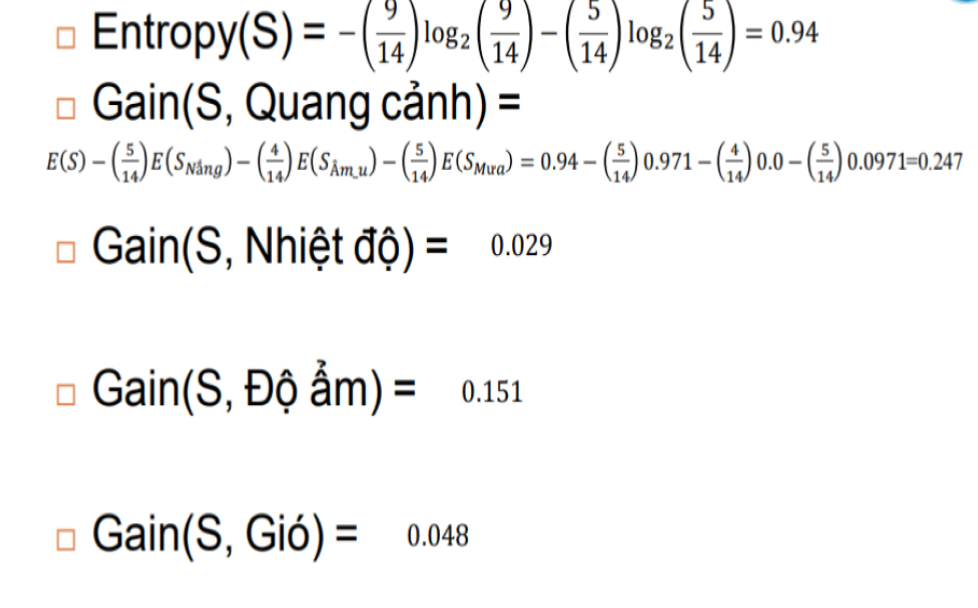 Entropy(S) = −(9/14) log₂(9/14) − (5/14) log₂(5/14) = 0.94
Gain(S, Quang cảnh) =
E(S) − (5/14) E(S_Nắng) − (4/14) E(S_Âm_u) − (5/14) E(S_Mưa) = 0.94 − (5/14) 0.971 − (4/14) 0.0 − (5/14) 0.0971=0.247
Gain(S, Nhiệt độ) = 0.029
Gain(S, Độ ẩm) = 0.151
Gain(S, Gió) = 0.048